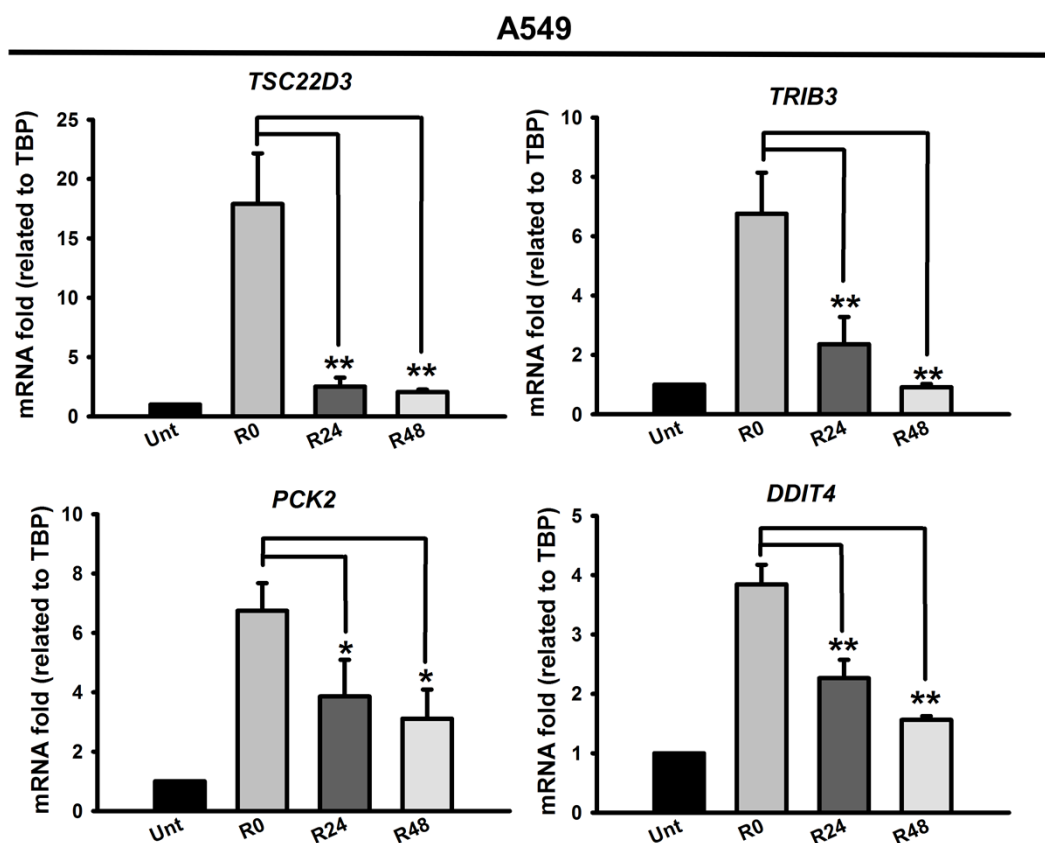 A549
TSC22D3
mRNA fold (related to TBP)
25
20
15
10
5
0
** **
Unt R0 R24 R48
TRIB3
mRNA fold (related to TBP)
10
8
6
4
2
0
**
**
Unt R0 R24 R48
PCK2
mRNA fold (related to TBP)
10
8
6
4
2
0
*
*
Unt R0 R24 R48
DDIT4
mRNA fold (related to TBP)
5
4
3
2
1
0
**
**
Unt R0 R24 R48